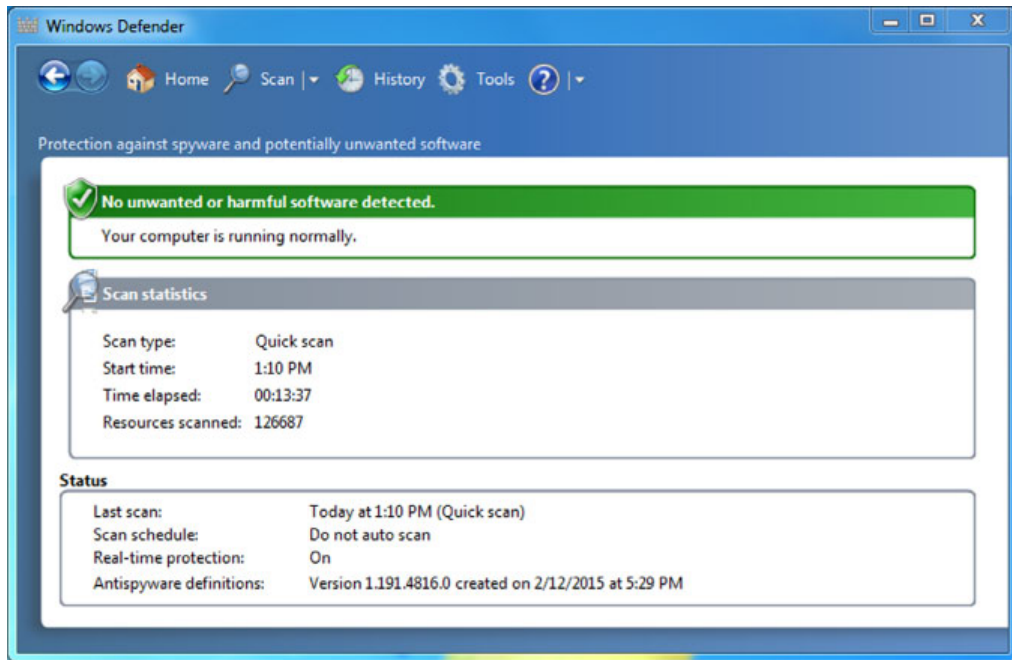 Windows Defender
Home Scan History Tools
Protection against spyware and potentially unwanted software
No unwanted or harmful software detected.
Your computer is running normally.
Scan statistics
Scan type: Quick scan
Start time: 1:10 PM
Time elapsed: 00:13:37
Resources scanned: 126687
Status
Last scan: Today at 1:10 PM (Quick scan)
Scan schedule: Do not auto scan
Real-time protection: On
Antispyware definitions: Version 1.191.4816.0 created on 2/12/2015 at 5:29 PM